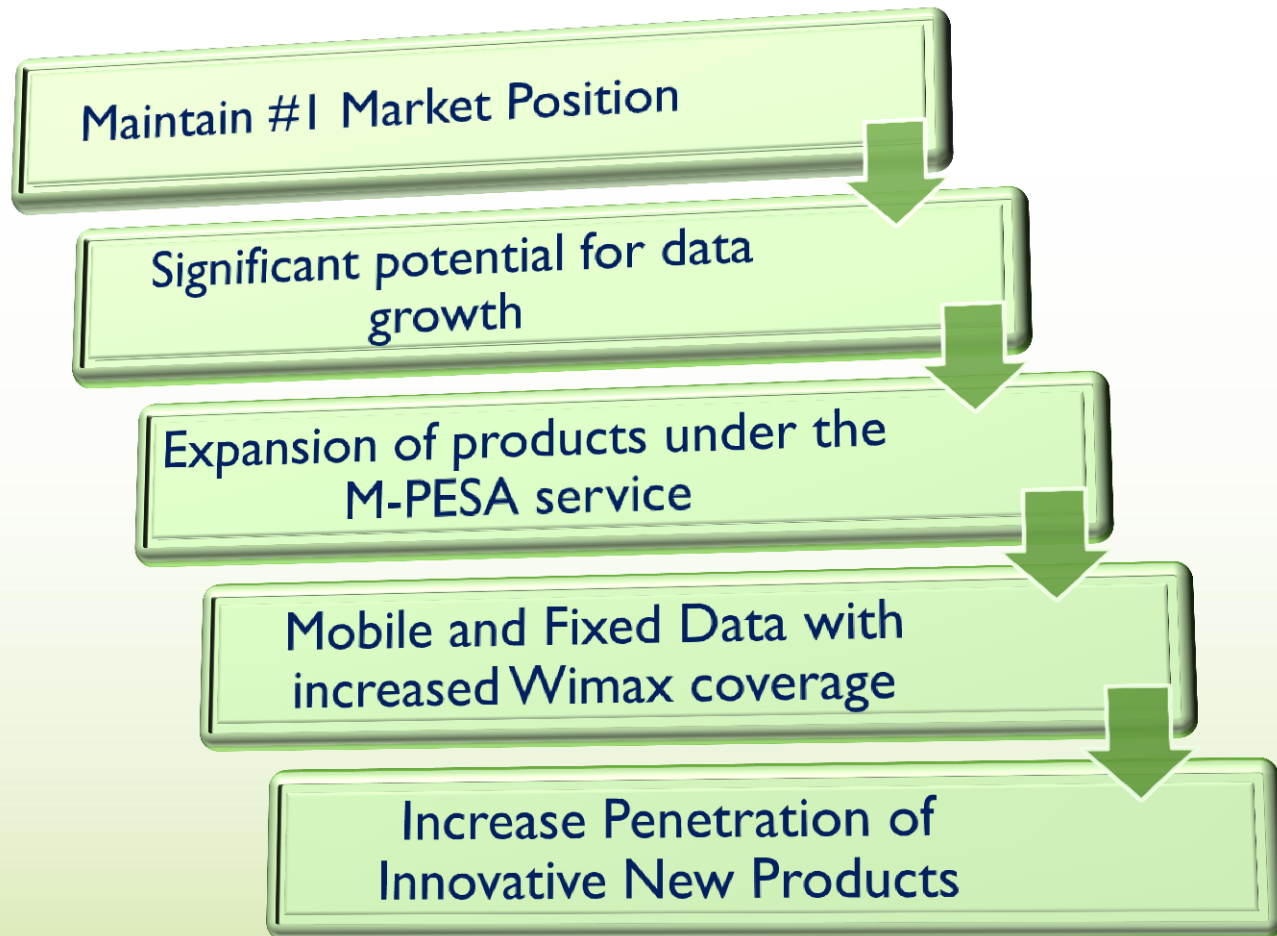 Maintain #1 Market Position
Significant potential for data
growth
Expansion of products under the
M-PESA service
Mobile and Fixed Data with
increased Wimax coverage
Increase Penetration of
Innovative New Products